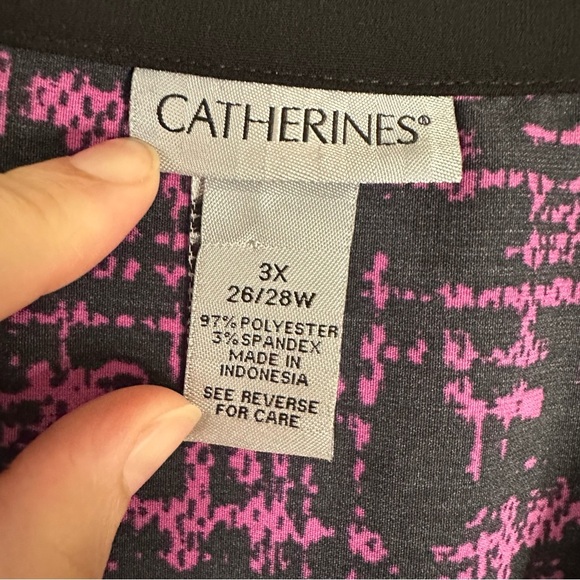 CATHERINES®
3X
26/28W
97% POLYESTER
3% SPANDEX
MADE IN
INDONESIA
SEE REVERSE
FOR CARE